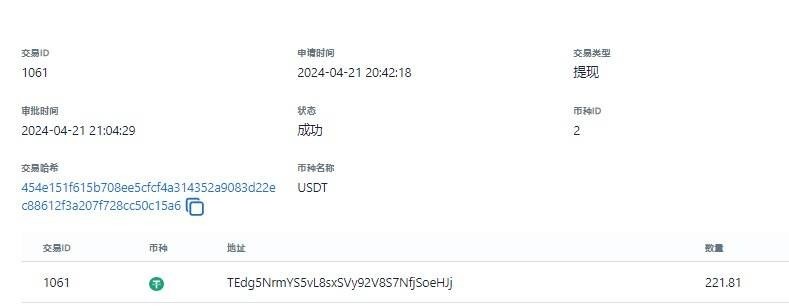 交易ID 申请时间 交易类型
1061 2024-04-21 20:42:18 提现
审批时间 状态 币种ID
2024-04-21 21:04:29 成功 2
交易哈希 币种名称
454e151f615b708ee5cfcf4a314352a9083d22e USDT
c88612f3a207f728cc50c15a6
交易ID 币种 地址 数量
1061 TEdg5NrmYS5vL8sxSVy92V8S7NfjSoeHJj 221.81